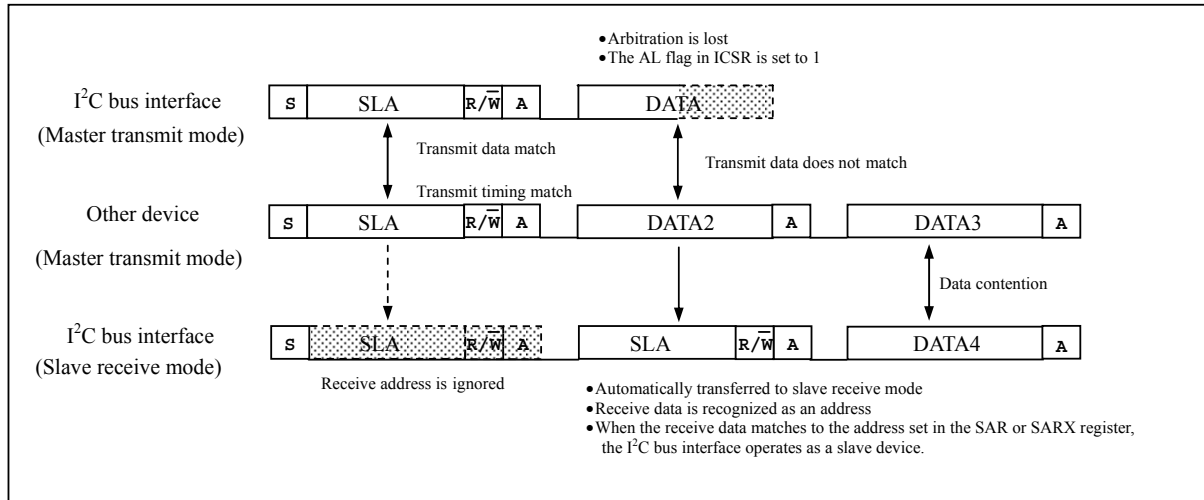 •Arbitration is lost
•The AL flag in ICSR is set to 1
I²C bus interface
(Master transmit mode)
S SLA R/W̅ A DATA
Transmit data match
Transmit data does not match
Transmit timing match
Other device
(Master transmit mode)
S SLA R/W̅ A DATA2 A DATA3 A
Data contention
I²C bus interface
(Slave receive mode)
S SLA R/W̅ A SLA R/W̅ A DATA4 A
Receive address is ignored
•Automatically transferred to slave receive mode
•Receive data is recognized as an address
•When the receive data matches to the address set in the SAR or SARX register,
the I²C bus interface operates as a slave device.